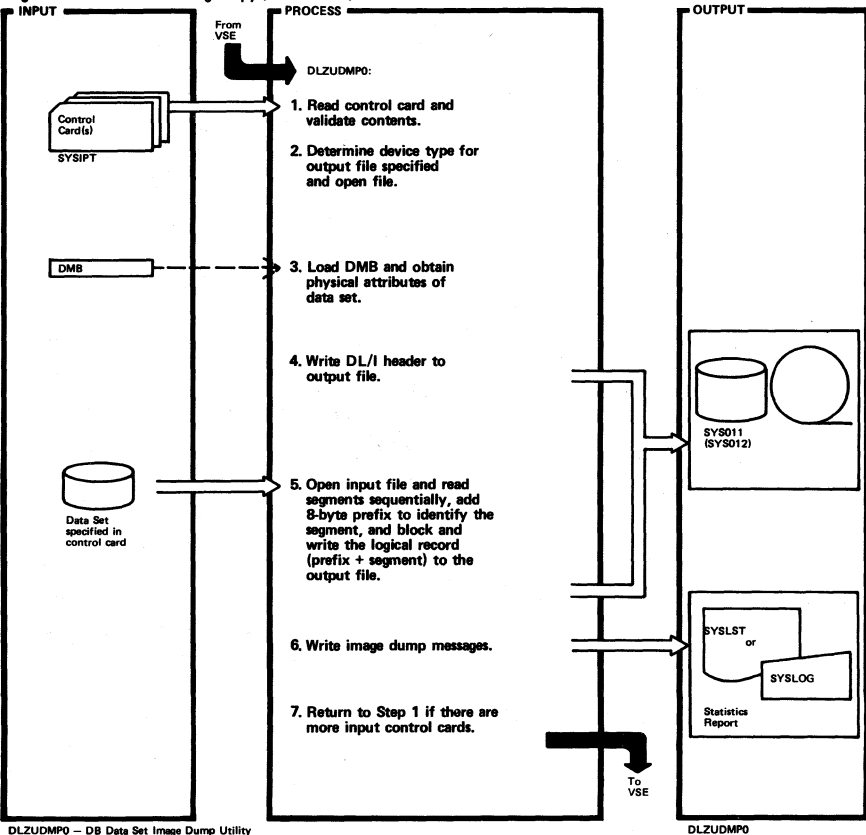 INPUT
PROCESS
OUTPUT
From
VSE
DLZUDMP0:
Control
Card(s)
SYSIPT
1. Read control card and
validate contents.
2. Determine device type for
output file specified
and open file.
DMB
3. Load DMB and obtain
physical attributes of
data set.
4. Write DL/I header to
output file.
SYS011
(SYS012)
Data Set
specified in
control card
5. Open input file and read
segments sequentially, add
8-byte prefix to identify the
segment, and block and
write the logical record
(prefix + segment) to the
output file.
6. Write image dump messages.
SYSLST
or
SYSLOG
Statistics
Report
7. Return to Step 1 if there are
more input control cards.
To
VSE
DLZUDMP0 — DB Data Set Image Dump Utility
DLZUDMP0